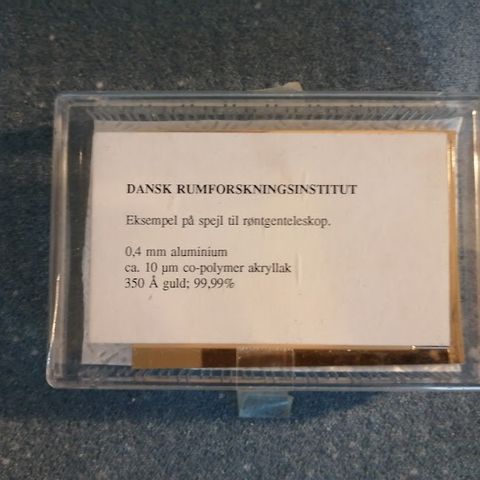 DANSK RUMFORSKNINGSINSTITUT
Eksempel på spejl til røntgenteleskop.
0,4 mm aluminium
ca. 10 µm co-polymer akryllak
350 Å guld; 99,99%